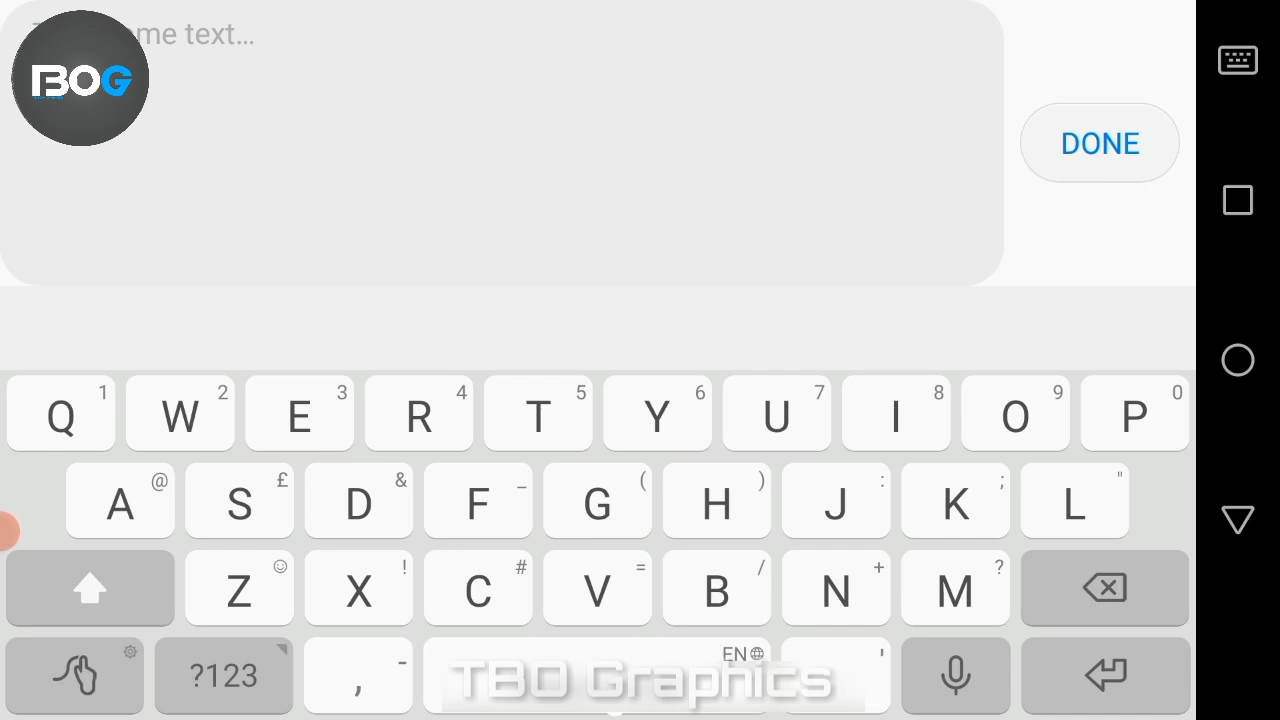 me text...
BOG
DONE
Q 1 W 2 E 3 R 4 T 5 Y 6 U 7 I 8 O 9 P 0
A @ S £ D & F _ G ( H ) J : K ; L "
Z X ! C # V = B / N + M ?
?123 , - EN '
TBO Graphics